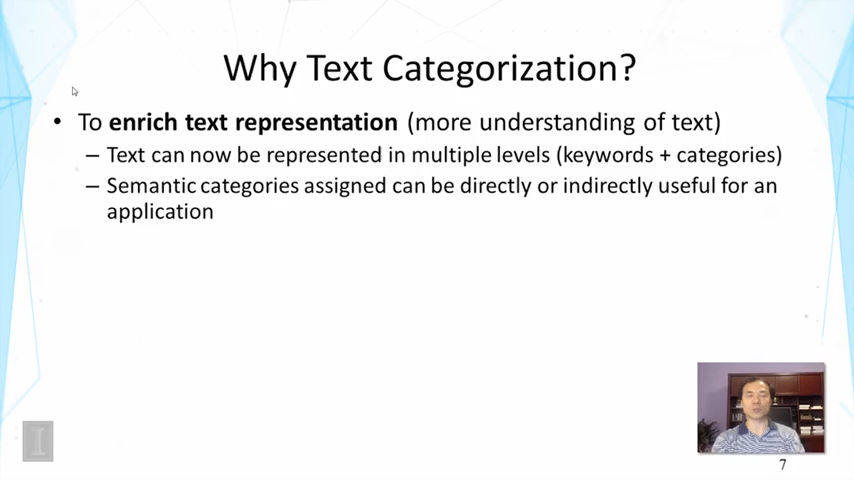 Why Text Categorization?
• To enrich text representation (more understanding of text)
– Text can now be represented in multiple levels (keywords + categories)
– Semantic categories assigned can be directly or indirectly useful for an
application
I
7